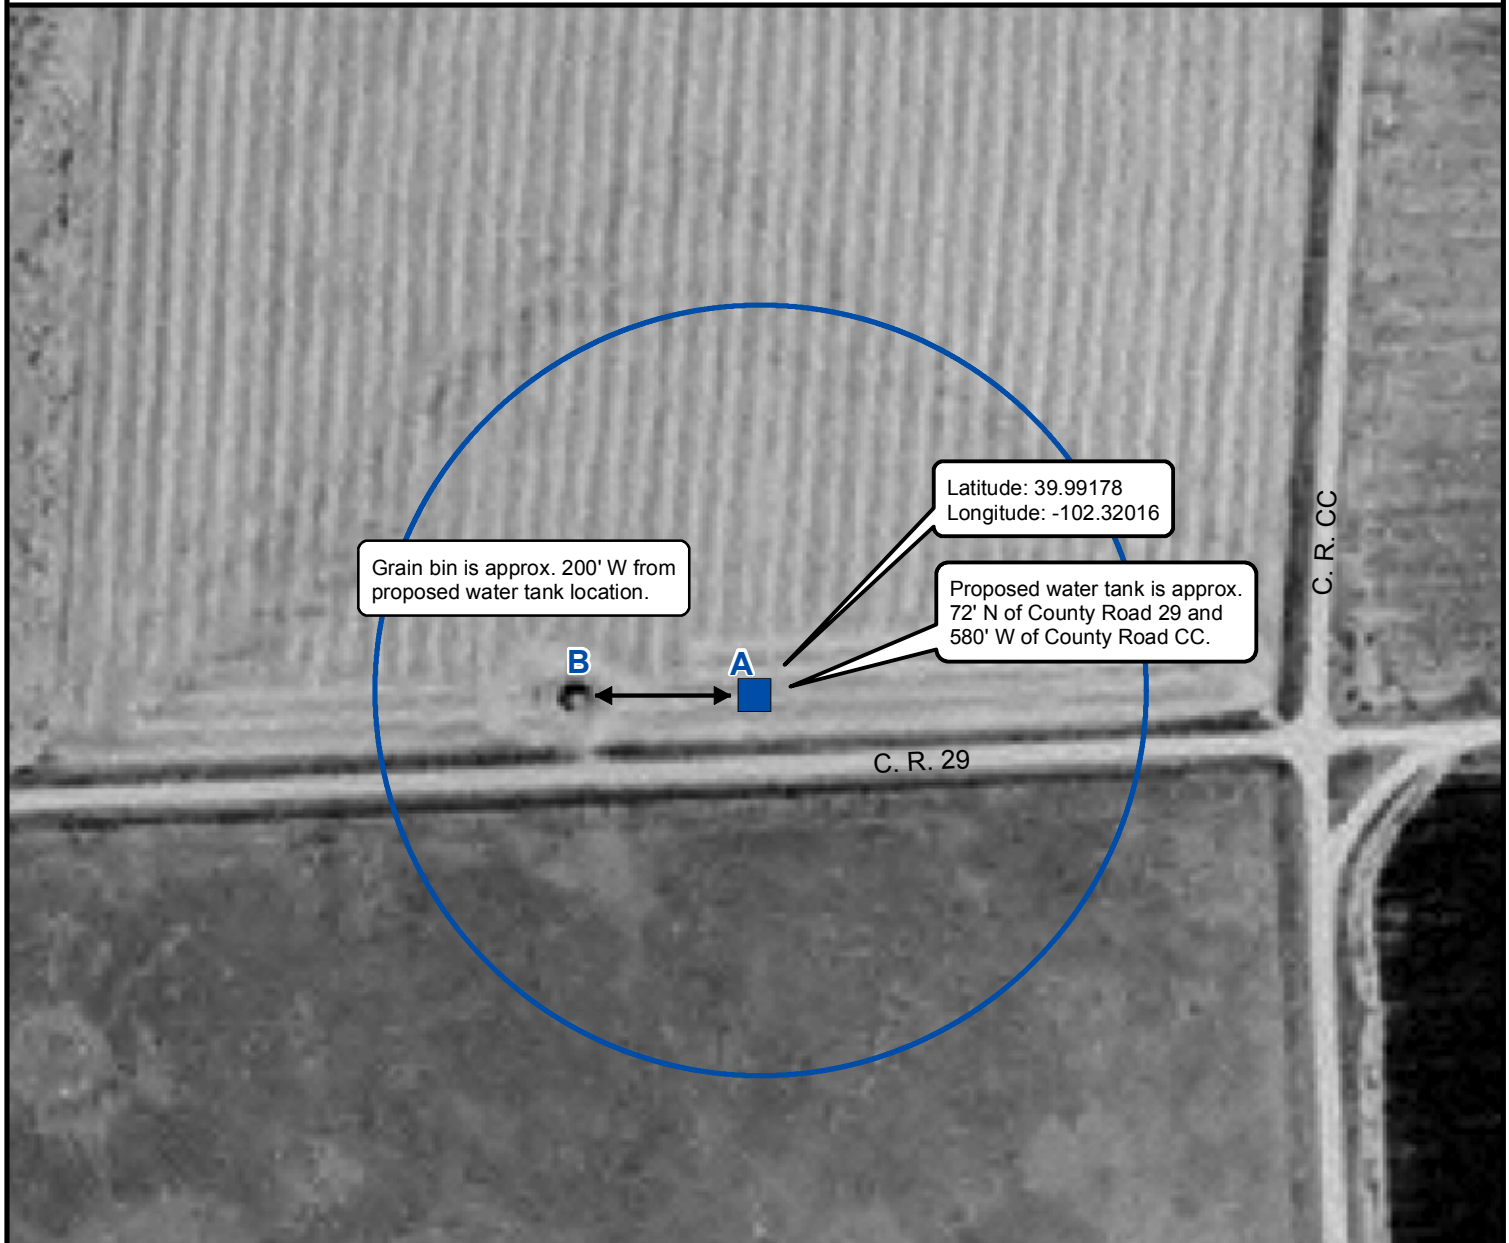 Latitude: 39.99178
Longitude: -102.32016
Grain bin is approx. 200' W from
proposed water tank location.
Proposed water tank is approx.
72' N of County Road 29 and
580' W of County Road CC.
C. R. CC
B
A
C. R. 29